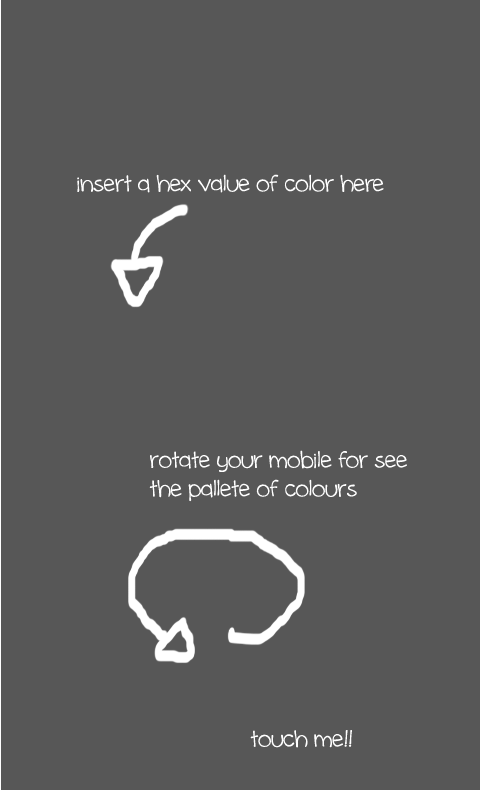 insert a hex value of color here
rotate your mobile for see
the pallete of colours
touch me!!